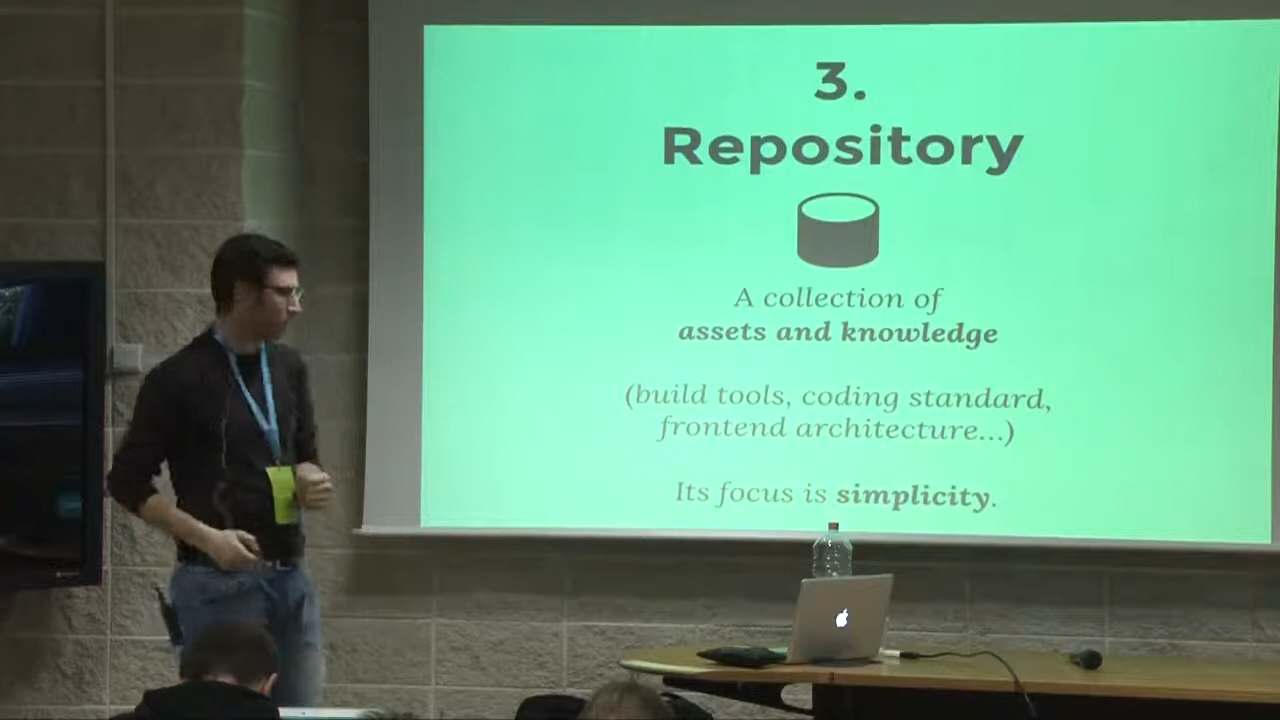 3.
Repository
A collection of
assets and knowledge
(build tools, coding standard,
frontend architecture...)
Its focus is simplicity.